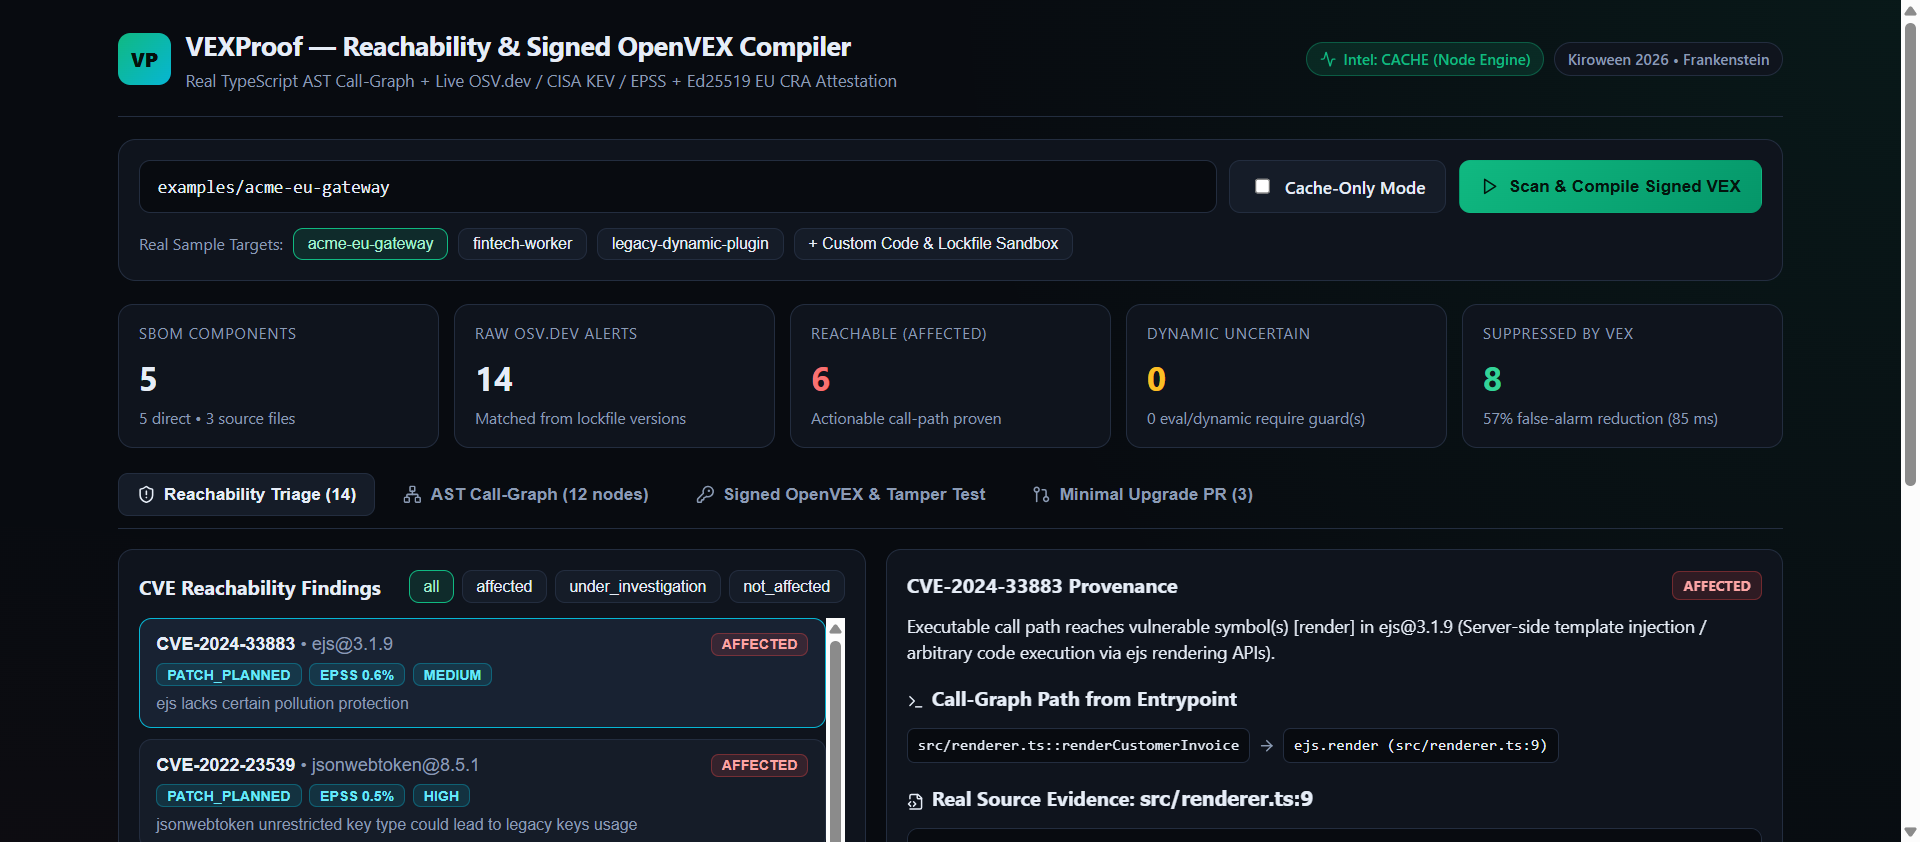 VP
VEXProof — Reachability & Signed OpenVEX Compiler
Real TypeScript AST Call-Graph + Live OSV.dev / CISA KEV / EPSS + Ed25519 EU CRA Attestation
Intel: CACHE (Node Engine)
Kiroween 2026 • Frankenstein
examples/acme-eu-gateway
Cache-Only Mode
Scan & Compile Signed VEX
Real Sample Targets:
acme-eu-gateway
fintech-worker
legacy-dynamic-plugin
+ Custom Code & Lockfile Sandbox
SBOM COMPONENTS
5
5 direct • 3 source files
RAW OSV.DEV ALERTS
14
Matched from lockfile versions
REACHABLE (AFFECTED)
6
Actionable call-path proven
DYNAMIC UNCERTAIN
0
0 eval/dynamic require guard(s)
SUPPRESSED BY VEX
8
57% false-alarm reduction (85 ms)
Reachability Triage (14)
AST Call-Graph (12 nodes)
Signed OpenVEX & Tamper Test
Minimal Upgrade PR (3)
CVE Reachability Findings
all
affected
under_investigation
not_affected
CVE-2024-33883 • ejs@3.1.9
AFFECTED
PATCH_PLANNED
EPSS 0.6%
MEDIUM
ejs lacks certain pollution protection
CVE-2022-23539 • jsonwebtoken@8.5.1
AFFECTED
PATCH_PLANNED
EPSS 0.5%
HIGH
jsonwebtoken unrestricted key type could lead to legacy keys usage
CVE-2024-33883 Provenance
AFFECTED
Executable call path reaches vulnerable symbol(s) [render] in ejs@3.1.9 (Server-side template injection /
arbitrary code execution via ejs rendering APIs).
Call-Graph Path from Entrypoint
src/renderer.ts::renderCustomerInvoice
→
ejs.render (src/renderer.ts:9)
Real Source Evidence: src/renderer.ts:9